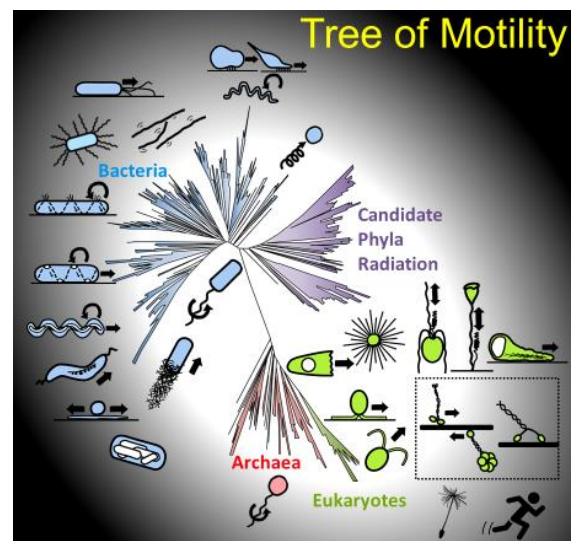 Tree of Motility
Bacteria
Candidate
Phyla
Radiation
Archaea
Eukaryotes